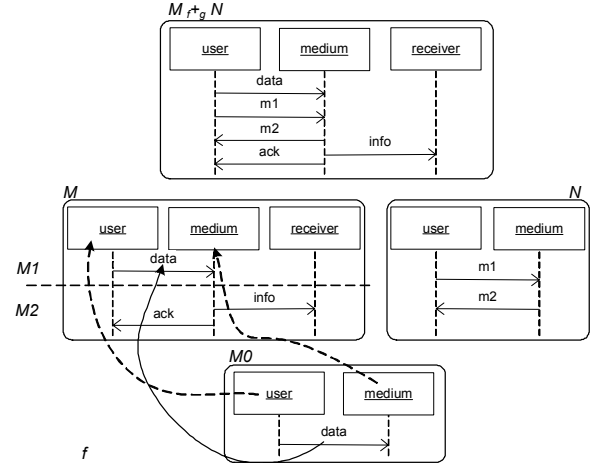 M f+g N
user medium receiver
data
m1
m2
info
ack
M N
user medium receiver user medium
data
m1
M1
M2
info
m2
ack
M0
user medium
data
f